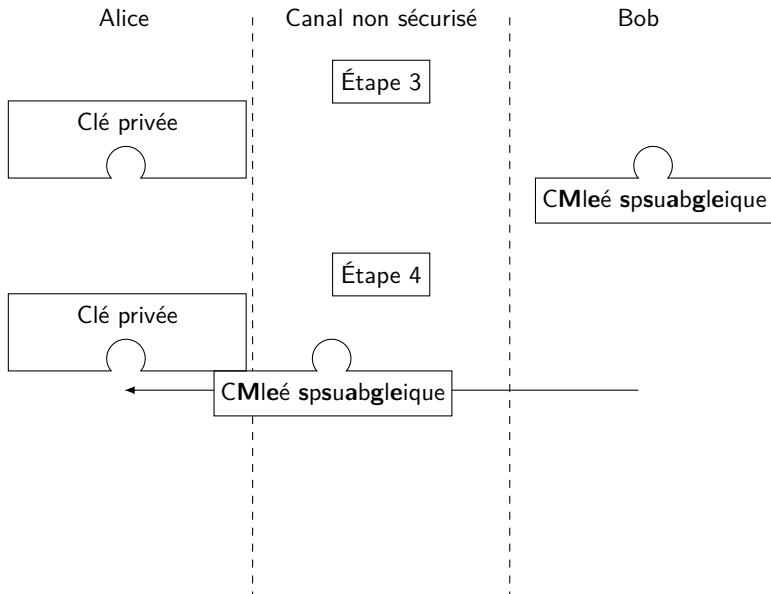 Alice Canal non sécurisé Bob
Étape 3
Clé privée
CMleé spsuabgleique
Étape 4
Clé privée
CMleé spsuabgleique